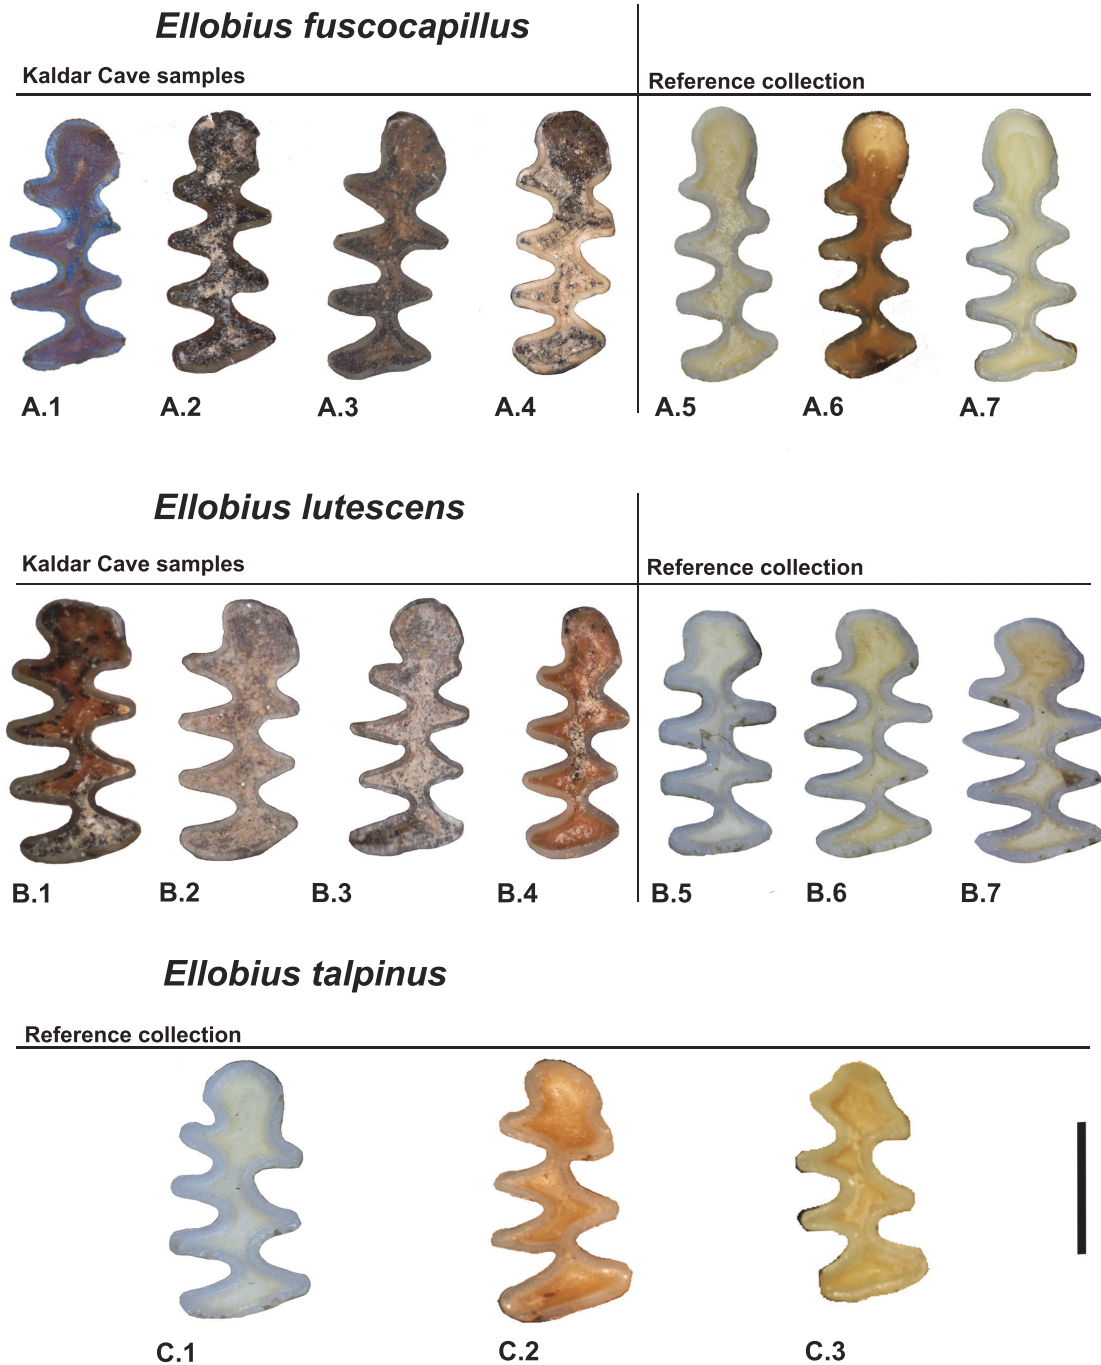 Ellobius fuscocapillus
Kaldar Cave samples
Reference collection
A.1 A.2 A.3 A.4 A.5 A.6 A.7
Ellobius lutescens
Kaldar Cave samples
Reference collection
B.1 B.2 B.3 B.4 B.5 B.6 B.7
Ellobius talpinus
Reference collection
C.1 C.2 C.3